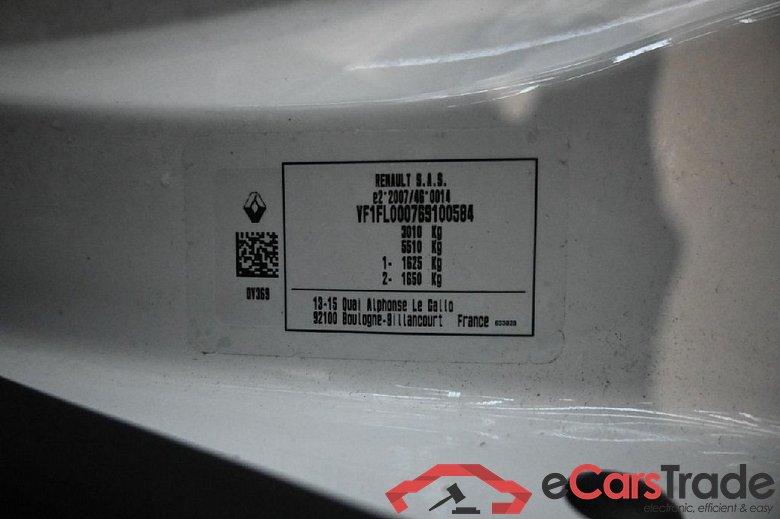 RENAULT S.A.S.
e2*2007/46*0014
VF1FL000769100584
3010 Kg
5510 Kg
1- 1625 Kg
2- 1650 Kg
DV369
13-15 Quai Alphonse Le Gallo
92100 Boulogne-Billancourt France
eCarsTrade
electronic, efficient & easy